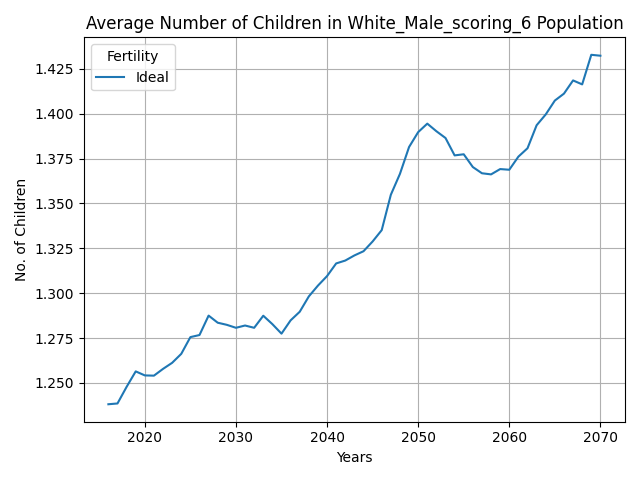 Average Number of Children in White_Male_scoring_6 Population
Fertility
Ideal
No. of Children
1.425
1.400
1.375
1.350
1.325
1.300
1.275
1.250
2020 2030 2040 2050 2060 2070
Years